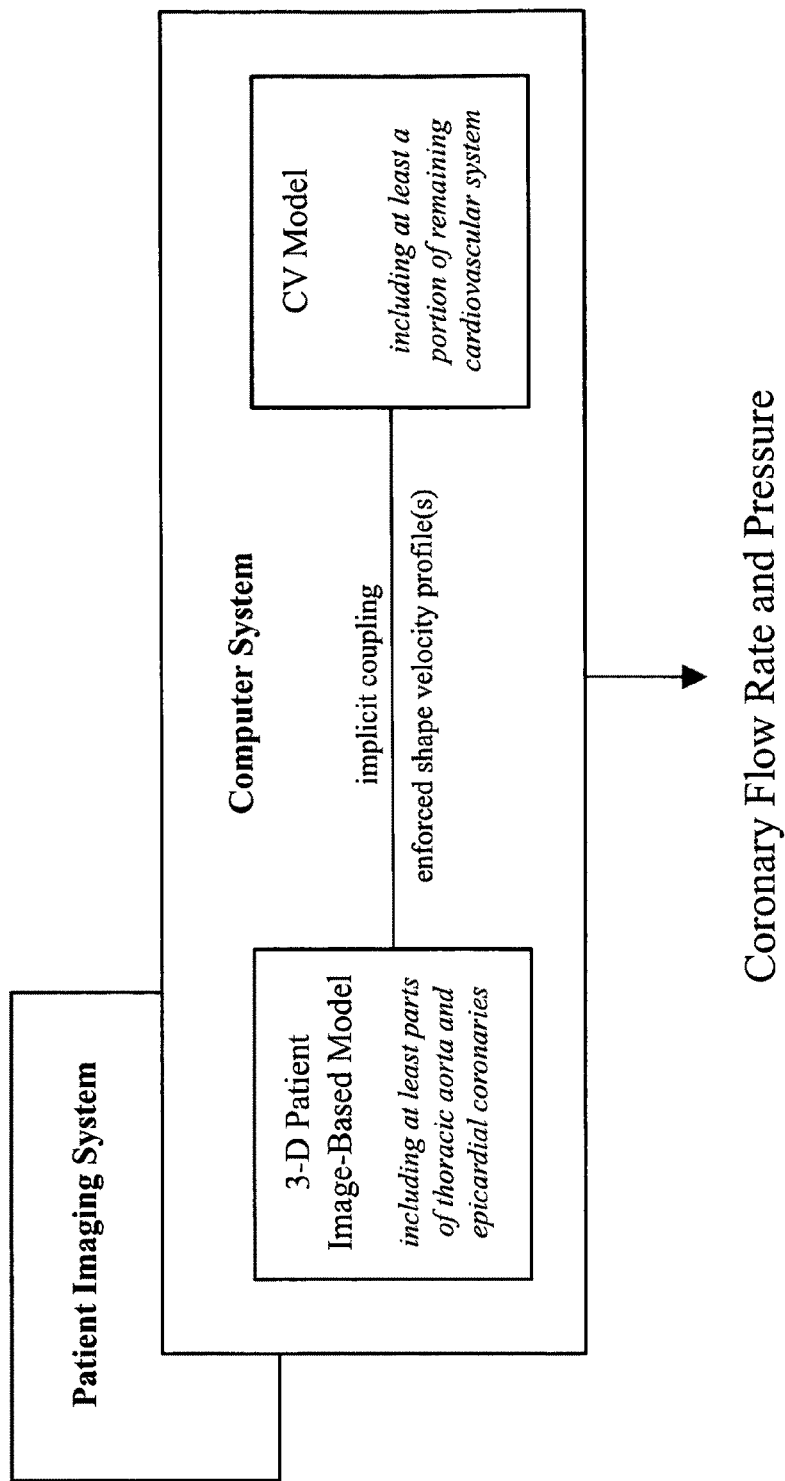 Patient Imaging System
Computer System
3-D Patient
Image-Based Model
including at least parts
of thoracic aorta and
epicardial coronaries
implicit coupling
enforced shape velocity profile(s)
CV Model
including at least a
portion of remaining
cardiovascular system
Coronary Flow Rate and Pressure